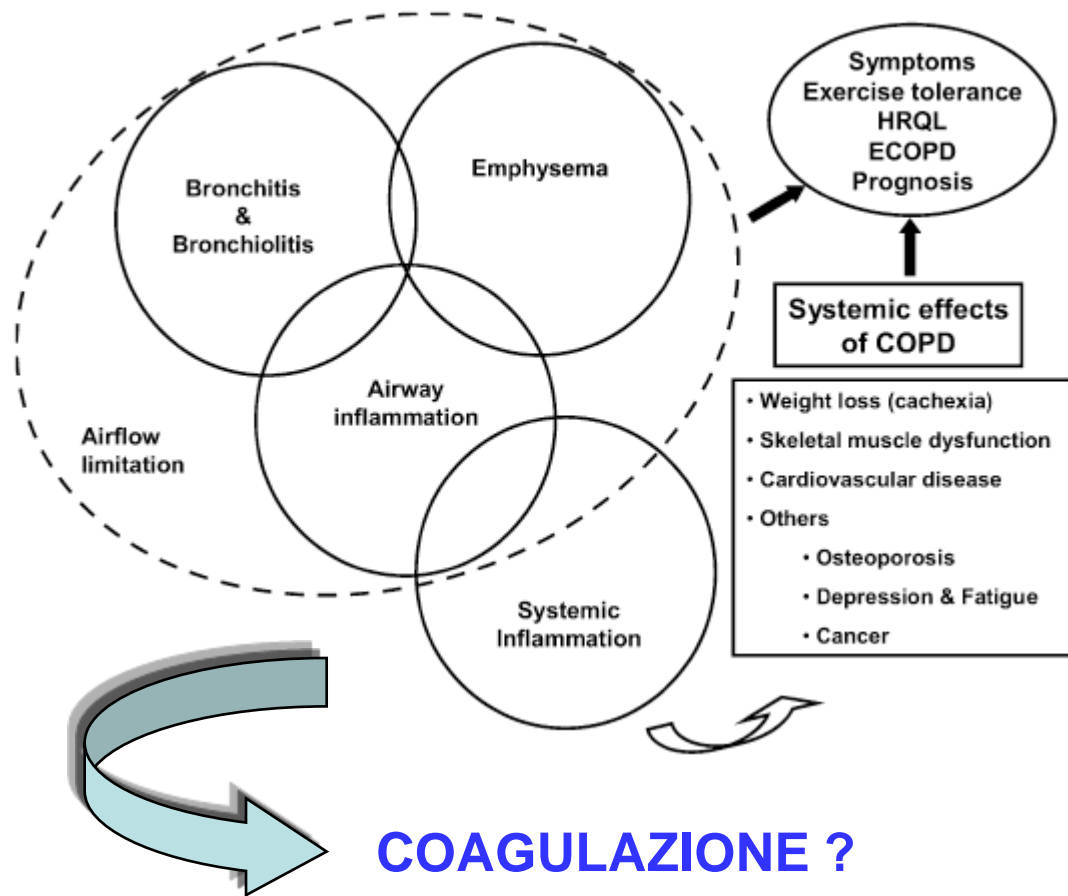 Bronchitis
&
Bronchiolitis
Emphysema
Airway
inflammation
Airflow
limitation
Systemic
Inflammation
Symptoms
Exercise tolerance
HRQL
ECOPD
Prognosis
Systemic effects
of COPD
• Weight loss (cachexia)
• Skeletal muscle dysfunction
• Cardiovascular disease
• Others
• Osteoporosis
• Depression & Fatigue
• Cancer
COAGULAZIONE ?